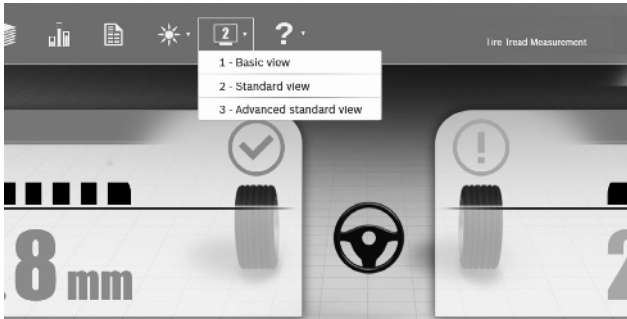 2
?
Tire Tread Measurement
1 - Basic view
2 - Standard view
3 - Advanced standard view
!
.8 mm
2